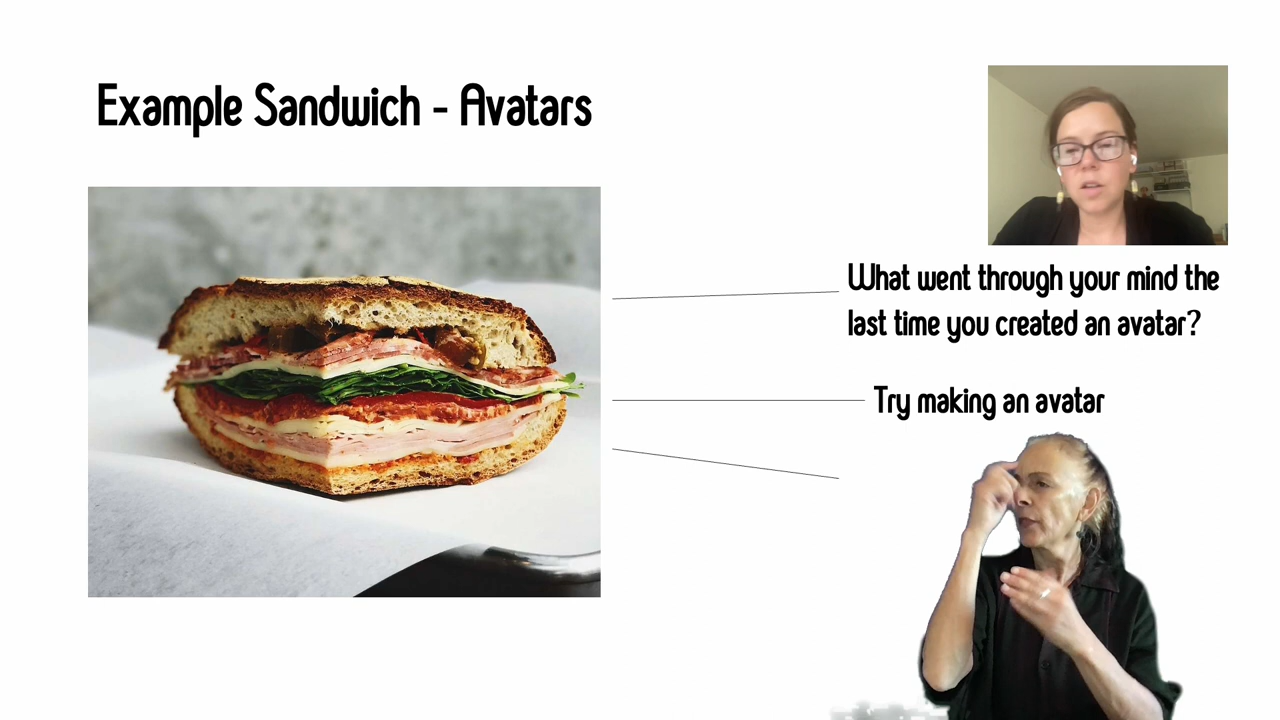 Example Sandwich - Avatars
What went through your mind the
last time you created an avatar?
Try making an avatar